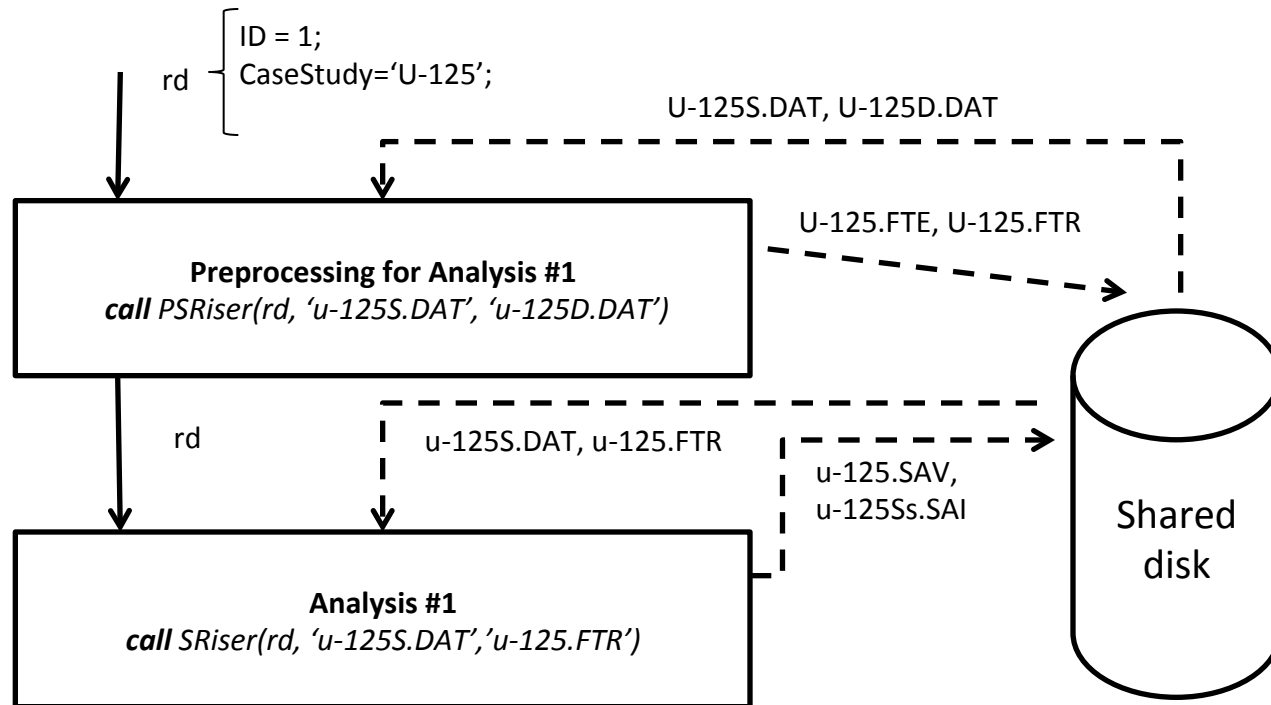 ID = 1;
rd
CaseStudy=‘U-125’;
U-125S.DAT, U-125D.DAT
U-125.FTE, U-125.FTR
Preprocessing for Analysis #1
call PSRiser(rd, ‘u-125S.DAT’, ‘u-125D.DAT’)
rd
u-125S.DAT, u-125.FTR
u-125.SAV,
u-125Ss.SAI
Shared
disk
Analysis #1
call SRiser(rd, ‘u-125S.DAT’,’u-125.FTR’)